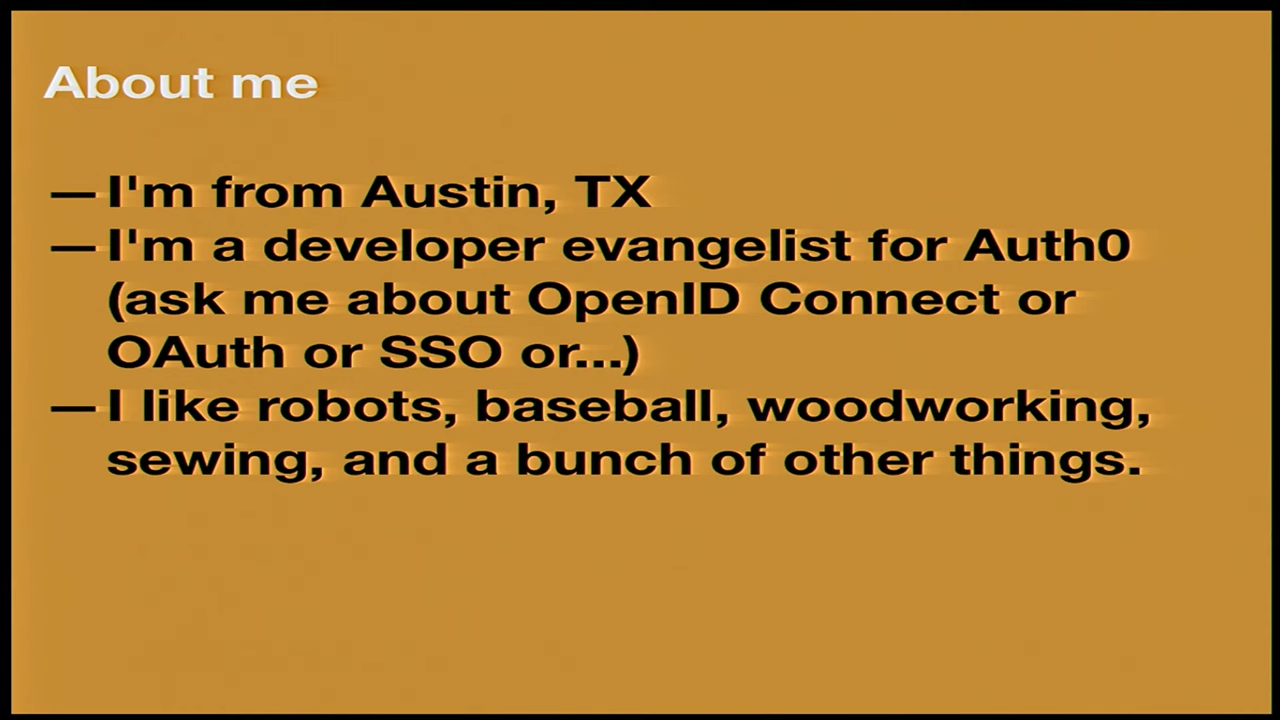 About me
— I'm from Austin, TX
— I'm a developer evangelist for Auth0
(ask me about OpenID Connect or
OAuth or SSO or...)
— I like robots, baseball, woodworking,
sewing, and a bunch of other things.